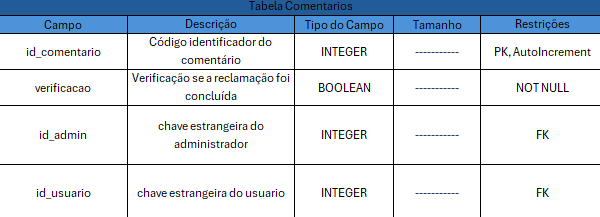 Tabela Comentarios
Campo Descrição Tipo do Campo Tamanho Restrições
id_comentario Código identificador do comentário INTEGER ----------- PK, AutoIncrement
verificacao Verificação se a reclamação foi concluída BOOLEAN ----------- NOT NULL
id_admin chave estrangeira do administrador INTEGER ----------- FK
id_usuario chave estrangeira do usuario INTEGER ----------- FK